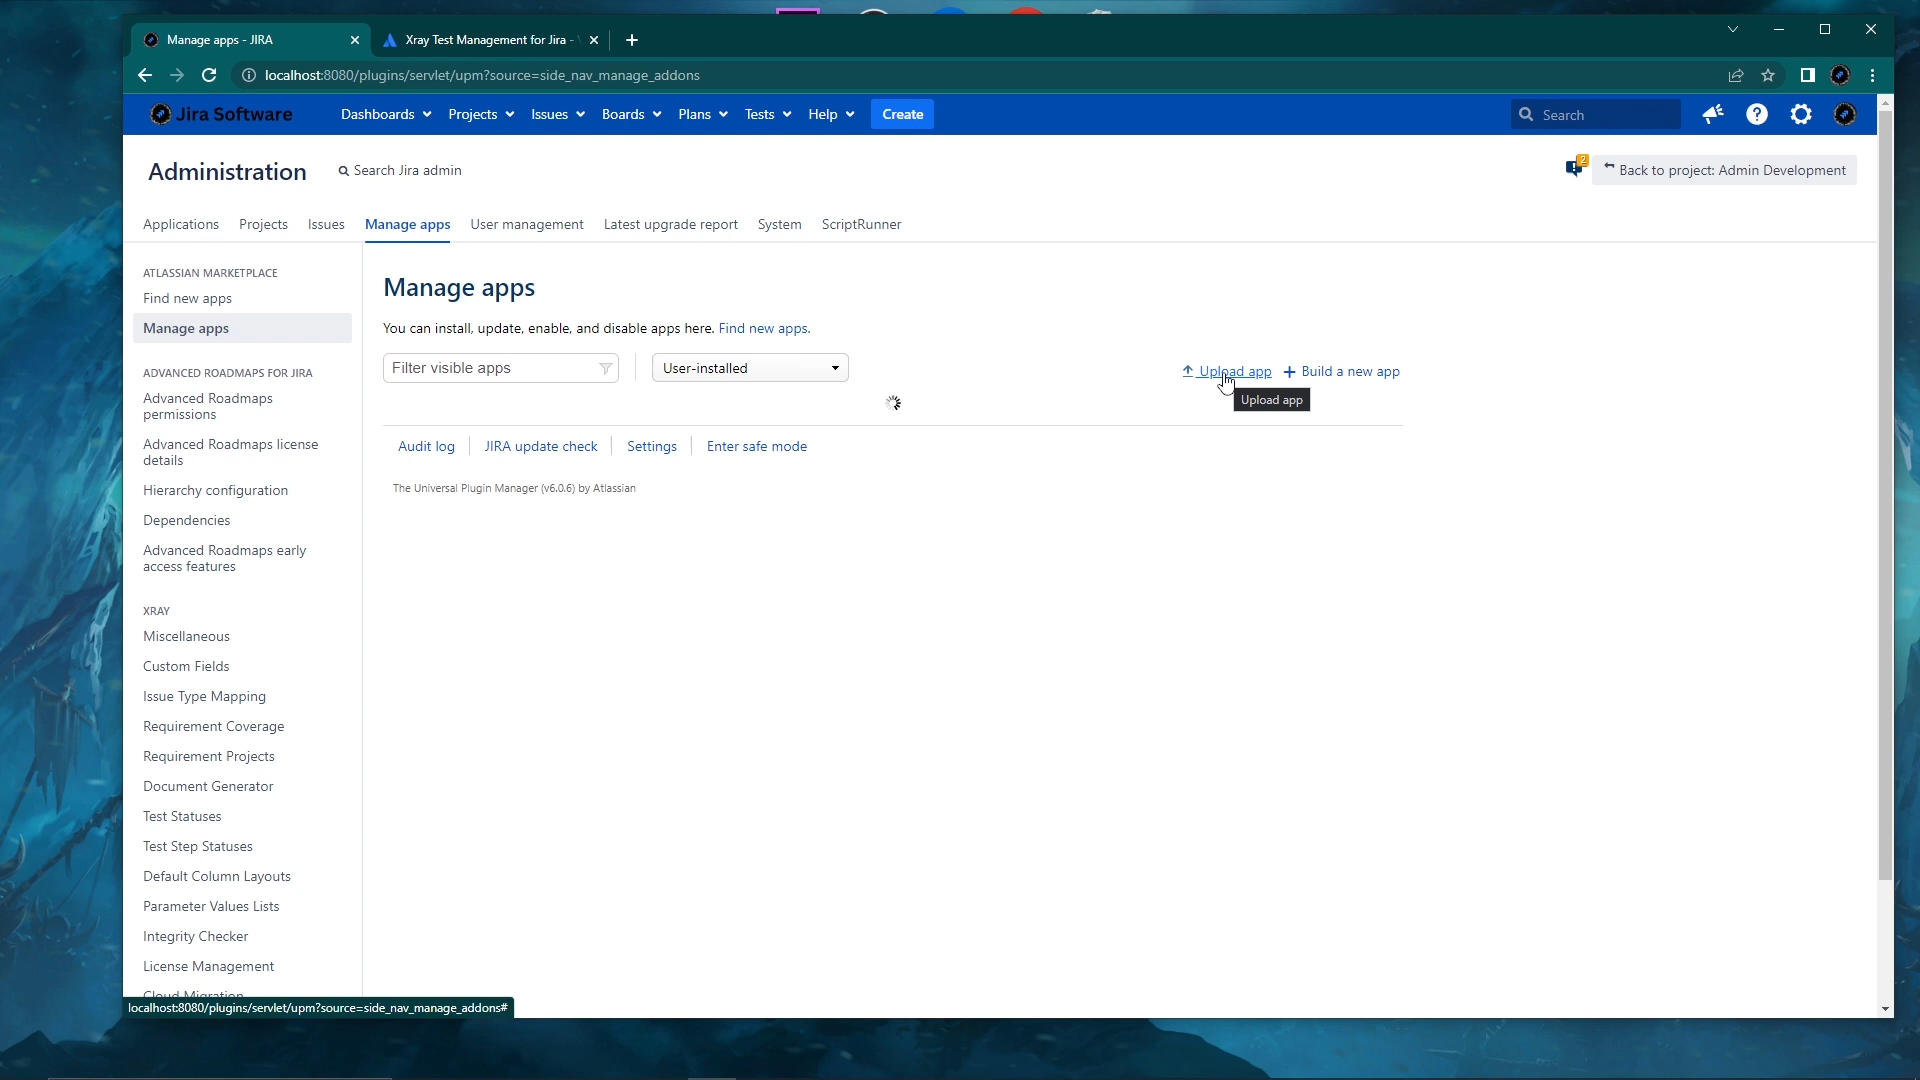 Manage apps - JIRA
Xray Test Management for Jira -
localhost:8080/plugins/servlet/upm?source=side_nav_manage_addons
Jira Software
Dashboards
Projects
Issues
Boards
Plans
Tests
Help
Create
Search
Administration
Search Jira admin
2
Back to project: Admin Development
Applications
Projects
Issues
Manage apps
User management
Latest upgrade report
System
ScriptRunner
ATLASSIAN MARKETPLACE
Find new apps
Manage apps
ADVANCED ROADMAPS FOR JIRA
Advanced Roadmaps
permissions
Advanced Roadmaps license
details
Hierarchy configuration
Dependencies
Advanced Roadmaps early
access features
XRAY
Miscellaneous
Custom Fields
Issue Type Mapping
Requirement Coverage
Requirement Projects
Document Generator
Test Statuses
Test Step Statuses
Default Column Layouts
Parameter Values Lists
Integrity Checker
License Management
Cloud Migration
Manage apps
You can install, update, enable, and disable apps here. Find new apps.
Filter visible apps
User-installed
Upload app
Build a new app
Upload app
Audit log
JIRA update check
Settings
Enter safe mode
The Universal Plugin Manager (v6.0.6) by Atlassian
localhost:8080/plugins/servlet/upm?source=side_nav_manage_addons#